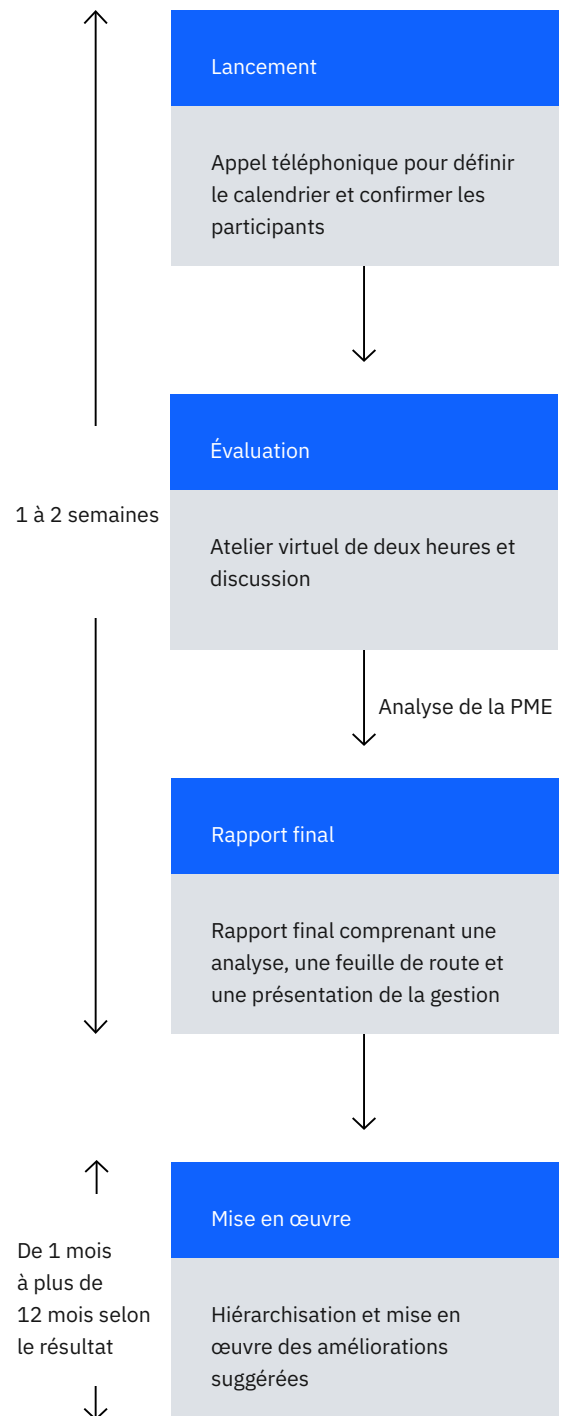 Lancement
Appel téléphonique pour définir
le calendrier et confirmer les
participants
Évaluation
1 à 2 semaines
Atelier virtuel de deux heures et
discussion
Analyse de la PME
Rapport final
Rapport final comprenant une
analyse, une feuille de route et
une présentation de la gestion
Mise en œuvre
De 1 mois
à plus de
12 mois selon
le résultat
Hiérarchisation et mise en
œuvre des améliorations
suggérées